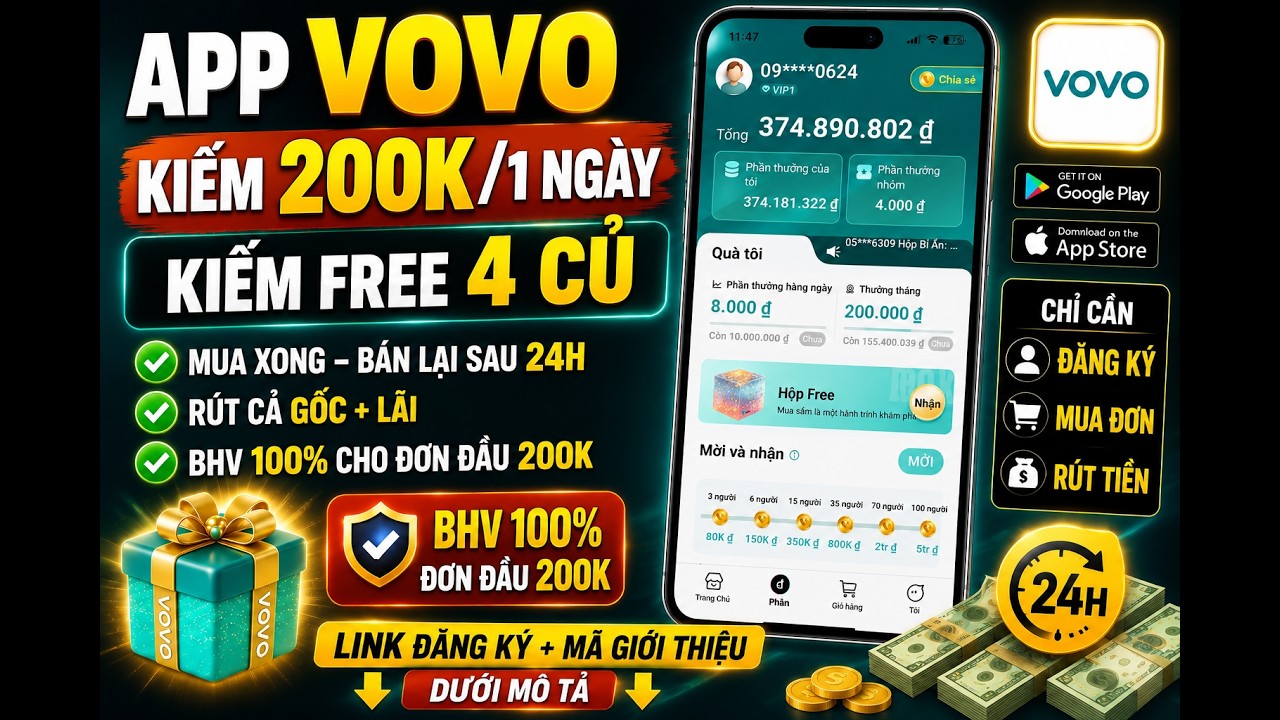 APP VOVO
KIẾM 200K/1 NGÀY
KIẾM FREE 4 CỦ
MUA XONG – BÁN LẠI SAU 24H
RÚT CẢ GỐC + LÃI
BHV 100% CHO ĐƠN ĐẦU 200K
BHV 100%
ĐƠN ĐẦU 200K
VOVO
VOVO
LINK ĐĂNG KÝ + MÃ GIỚI THIỆU
DƯỚI MÔ TẢ
11:47
09****0624
VIP1
Chia sẻ
Tổng 374.890.802 ₫
Phần thưởng của tôi
374.181.322 ₫
Phần thưởng nhóm
4.000 ₫
Quà tôi
05***6309 Hộp Bí Ẩn: ...
Phần thưởng hàng ngày
8.000 ₫
Còn 10.000.000 ₫ Chưa
Thưởng tháng
200.000 ₫
Còn 155.400.039 ₫ Chưa
Hộp Free
Mua sắm là một hành trình khám phá
Nhận
Mời và nhận
MỜI
3 người 6 người 15 người 35 người 70 người 100 người
80K ₫ 150K ₫ 350K ₫ 800K ₫ 2tr ₫ 5tr ₫
Trang Chủ Phần Giỏ hàng Tôi
VOVO
GET IT ON
Google Play
Download on the
App Store
CHỈ CẦN
ĐĂNG KÝ
MUA ĐƠN
RÚT TIỀN
24H